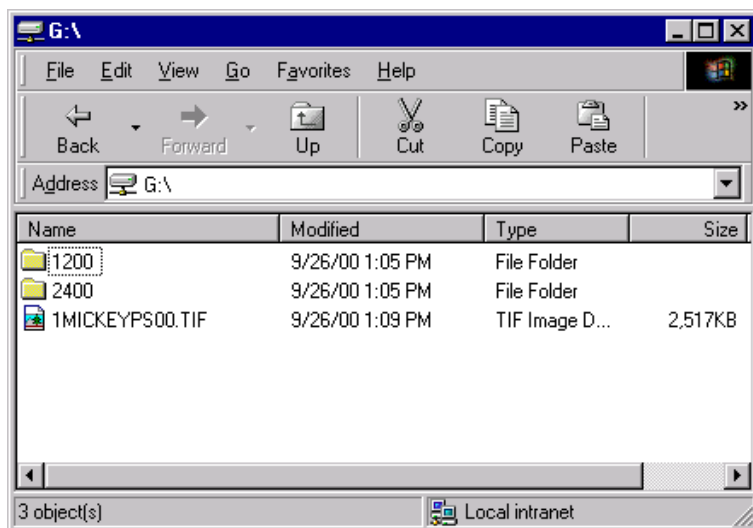 G:\
File Edit View Go Favorites Help
Back Forward Up Cut Copy Paste »
Address G:\
Name Modified Type Size
1200 9/26/00 1:05 PM File Folder
2400 9/26/00 1:05 PM File Folder
1MICKEYPS00.TIF 9/26/00 1:09 PM TIF Image D... 2,517KB
3 object(s) Local intranet